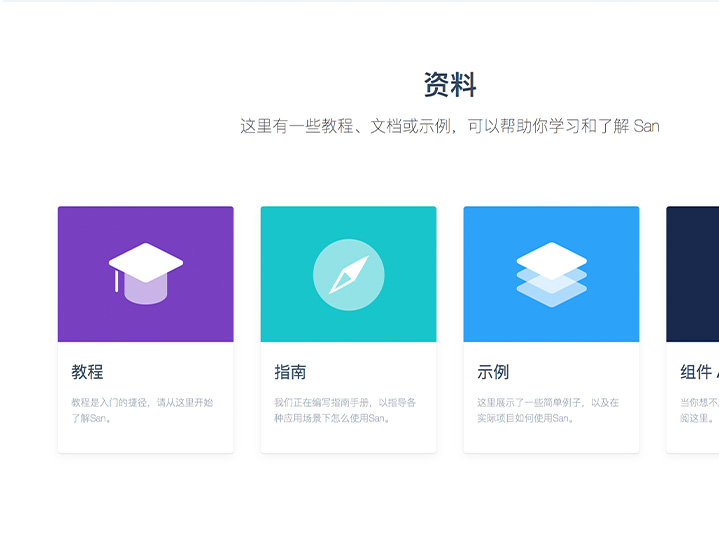 资料
这里有一些教程、文档或示例，可以帮助你学习和了解 San
教程
教程是入门的捷径，请从这里开始
了解San。
指南
我们正在编写指南手册，以指导各
种应用场景下怎么使用San。
示例
这里展示了一些简单例子，以及在
实际项目如何使用San。
组件
当你想不
阅这里。